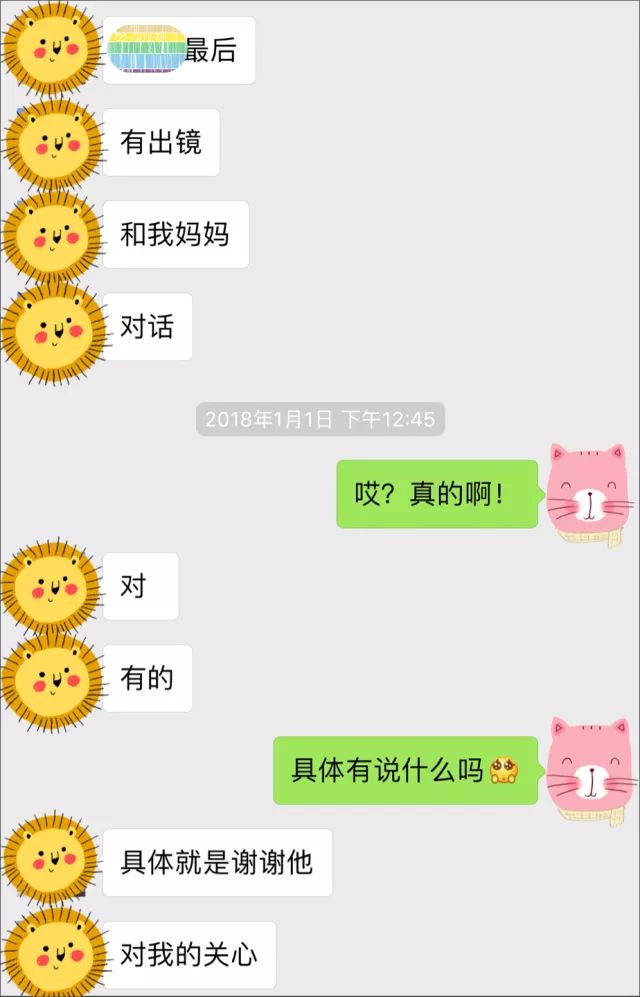 最后
有出镜
和我妈妈
对话
2018年1月1日 下午12:45
哎？真的啊！
对
有的
具体有说什么吗
具体就是谢谢他
对我的关心